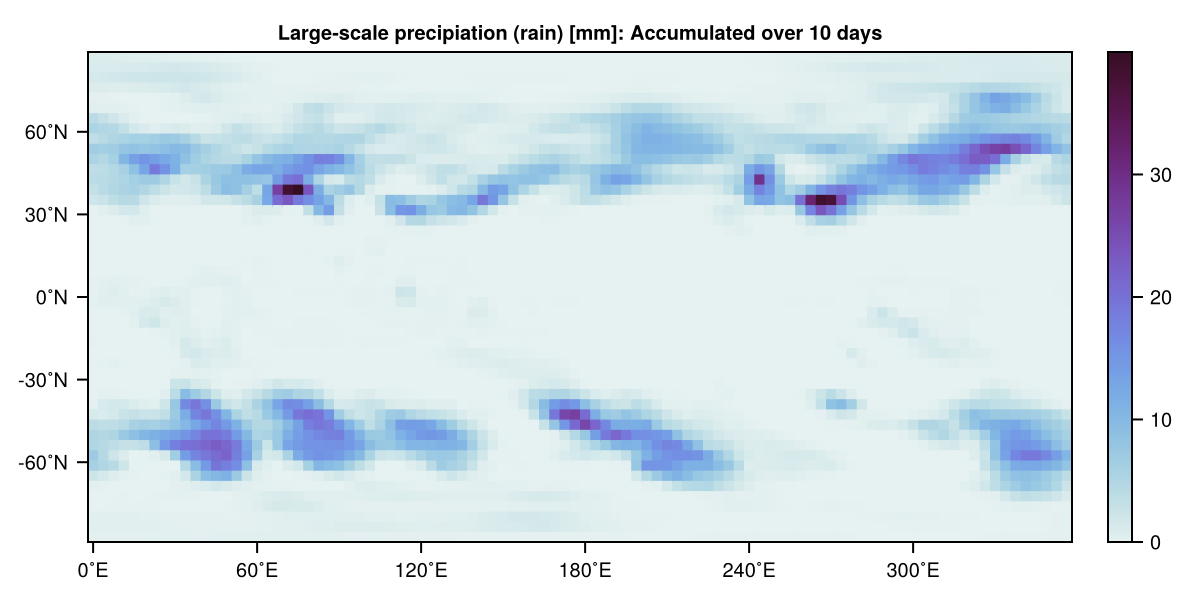 Large-scale precipiation (rain) [mm]: Accumulated over 10 days
60˚N
30˚N
0˚N
-30˚N
-60˚N
0˚E
60˚E
120˚E
180˚E
240˚E
300˚E
30
20
10
0